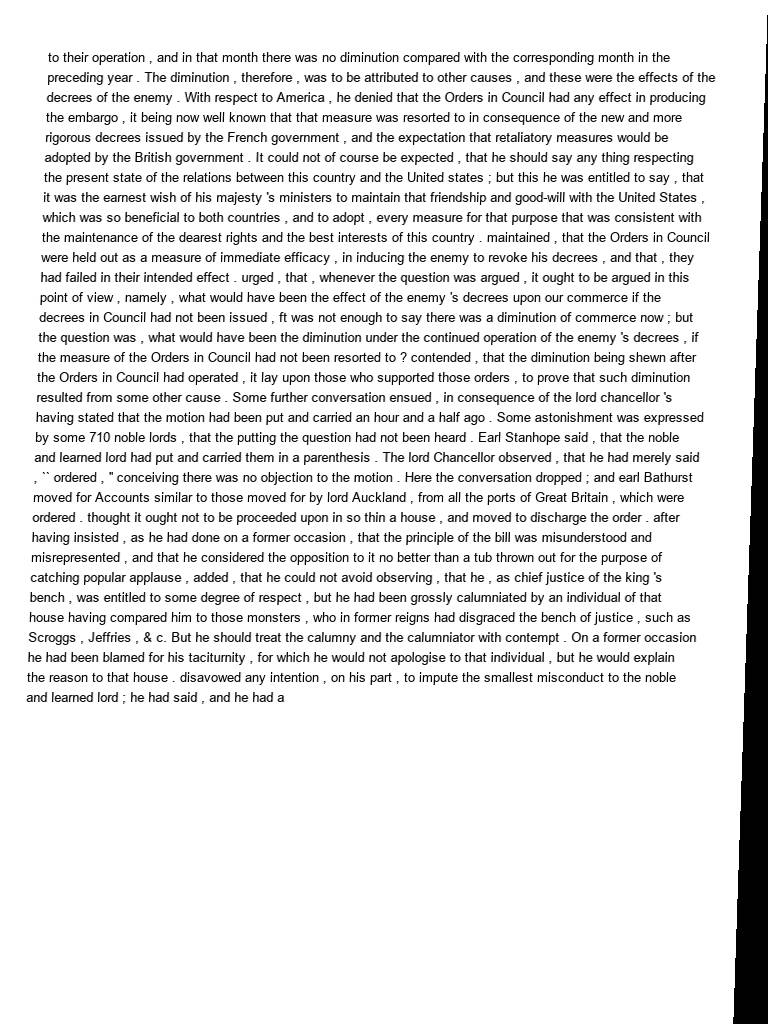 to their operation , and in that month there was no diminution compared with the corresponding month in the
preceding year . The diminution , therefore , was to be attributed to other causes , and these were the effects of the
decrees of the enemy . With respect to America , he denied that the Orders in Council had any effect in producing
the embargo , it being now well known that that measure was resorted to in consequence of the new and more
rigorous decrees issued by the French government , and the expectation that retaliatory measures would be
adopted by the British government . It could not of course be expected , that he should say any thing respecting
the present state of the relations between this country and the United states ; but this he was entitled to say , that
it was the earnest wish of his majesty 's ministers to maintain that friendship and good-will with the United States ,
which was so beneficial to both countries , and to adopt , every measure for that purpose that was consistent with
the maintenance of the dearest rights and the best interests of this country . maintained , that the Orders in Council
were held out as a measure of immediate efficacy , in inducing the enemy to revoke his decrees , and that , they
had failed in their intended effect . urged , that , whenever the question was argued , it ought to be argued in this
point of view , namely , what would have been the effect of the enemy 's decrees upon our commerce if the
decrees in Council had not been issued , ft was not enough to say there was a diminution of commerce now ; but
the question was , what would have been the diminution under the continued operation of the enemy 's decrees , if
the measure of the Orders in Council had not been resorted to ? contended , that the diminution being shewn after
the Orders in Council had operated , it lay upon those who supported those orders , to prove that such diminution
resulted from some other cause . Some further conversation ensued , in consequence of the lord chancellor 's
having stated that the motion had been put and carried an hour and a half ago . Some astonishment was expressed
by some 710 noble lords , that the putting the question had not been heard . Earl Stanhope said , that the noble
and learned lord had put and carried them in a parenthesis . The lord Chancellor observed , that he had merely said
, `` ordered , " conceiving there was no objection to the motion . Here the conversation dropped ; and earl Bathurst
moved for Accounts similar to those moved for by lord Auckland , from all the ports of Great Britain , which were
ordered . thought it ought not to be proceeded upon in so thin a house , and moved to discharge the order . after
having insisted , as he had done on a former occasion , that the principle of the bill was misunderstood and
misrepresented , and that he considered the opposition to it no better than a tub thrown out for the purpose of
catching popular applause , added , that he could not avoid observing , that he , as chief justice of the king 's
bench , was entitled to some degree of respect , but he had been grossly calumniated by an individual of that
house having compared him to those monsters , who in former reigns had disgraced the bench of justice , such as
Scroggs , Jeffries , & c. But he should treat the calumny and the calumniator with contempt . On a former occasion
he had been blamed for his taciturnity , for which he would not apologise to that individual , but he would explain
the reason to that house . disavowed any intention , on his part , to impute the smallest misconduct to the noble
and learned lord ; he had said , and he had a